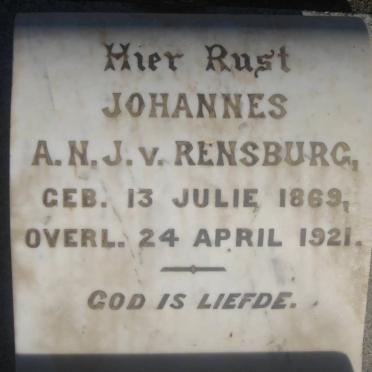 Hier Rust
JOHANNES
A.N.J.v. RENSBURG,
GEB. 13 JULIE 1869,
OVERL. 24 APRIL 1921.
GOD IS LIEFDE.